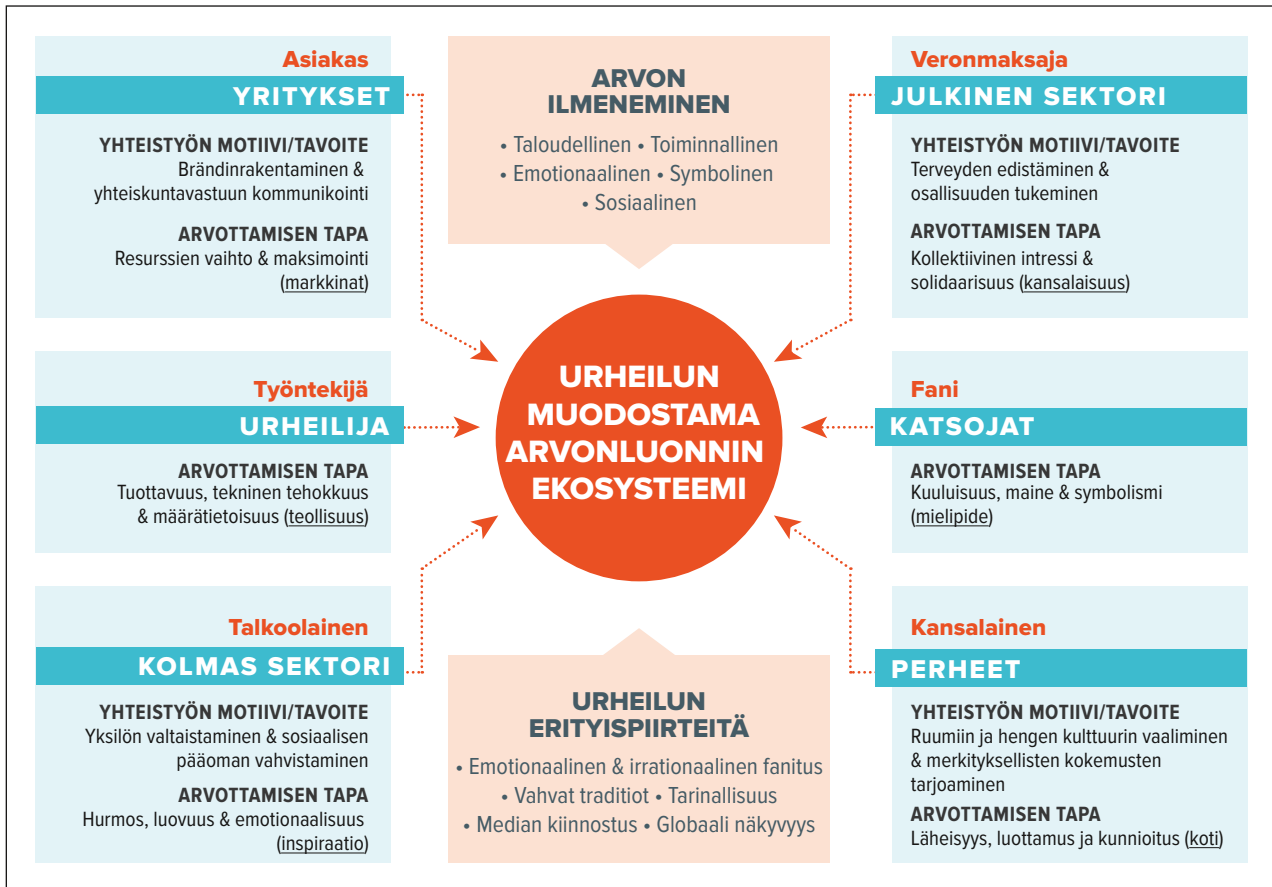 Asiakas
YRITYKSET
YHTEISTYÖN MOTIIVI/TAVOITE
Brändinrakentaminen &
yhteiskuntavastuun kommunikointi
ARVOTTAMISEN TAPA
Resurssien vaihto & maksimointi
(markkinat)
Työntekijä
URHEILIJA
ARVOTTAMISEN TAPA
Tuottavuus, tekninen tehokkuus
& määrätietoisuus (teollisuus)
Talkoolainen
KOLMAS SEKTORI
YHTEISTYÖN MOTIIVI/TAVOITE
Yksilön valtaistaminen & sosiaalisen
pääoman vahvistaminen
ARVOTTAMISEN TAPA
Hurmos, luovuus & emotionaalisuus
(inspiraatio)
ARVON
ILMENEMINEN
• Taloudellinen • Toiminnallinen
• Emotionaalinen • Symbolinen
• Sosiaalinen
URHEILUN
MUODOSTAMA
ARVONLUONNIN
EKOSYSTEEMI
URHEILUN
ERITYISPIIRTEITÄ
• Emotionaalinen & irrationaalinen fanitus
• Vahvat traditiot • Tarinallisuus
• Median kiinnostus • Globaali näkyvyys
Veronmaksaja
JULKINEN SEKTORI
YHTEISTYÖN MOTIIVI/TAVOITE
Terveyden edistäminen &
osallisuuden tukeminen
ARVOTTAMISEN TAPA
Kollektiivinen intressi &
solidaarisuus (kansalaisuus)
Fani
KATSOJAT
ARVOTTAMISEN TAPA
Kuuluisuus, maine & symbolismi
(mielipide)
Kansalainen
PERHEET
YHTEISTYÖN MOTIIVI/TAVOITE
Ruumiin ja hengen kulttuurin vaaliminen
& merkityksellisten kokemusten
tarjoaminen
ARVOTTAMISEN TAPA
Läheisyys, luottamus ja kunnioitus (koti)